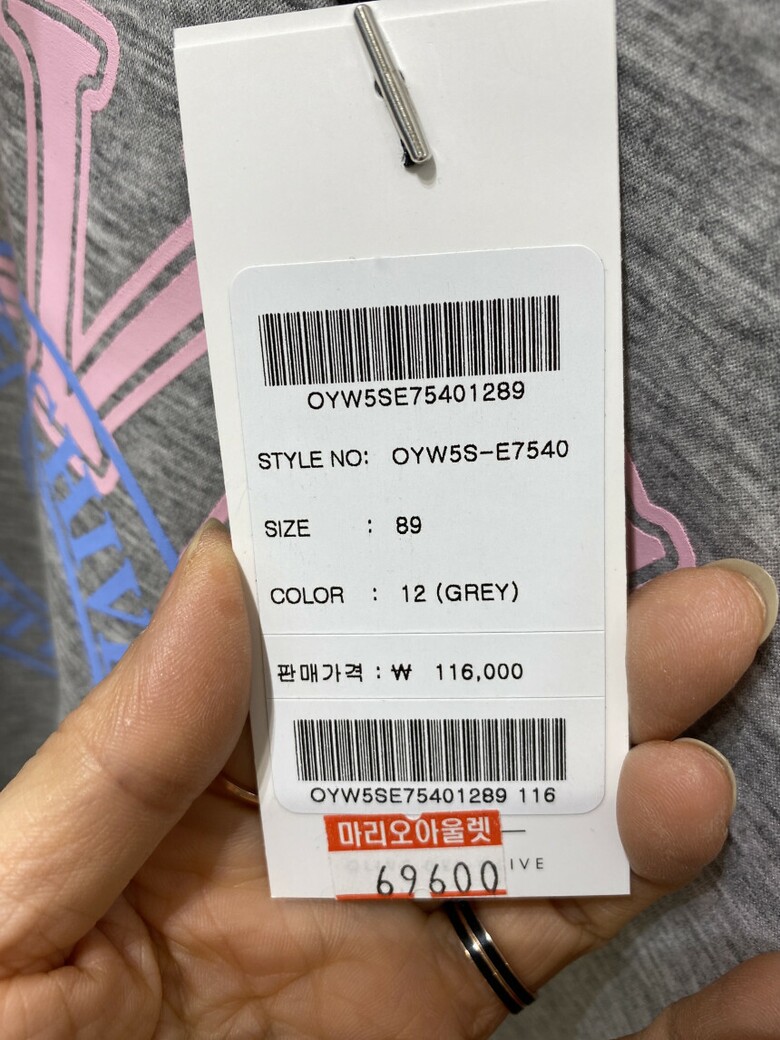 OYW5SE75401289
STYLE NO: OYW5S-E7540
SIZE : 89
COLOR : 12 (GREY)
판매가격 : ₩ 116,000
OYW5SE75401289 116
마리오아울렛
69600